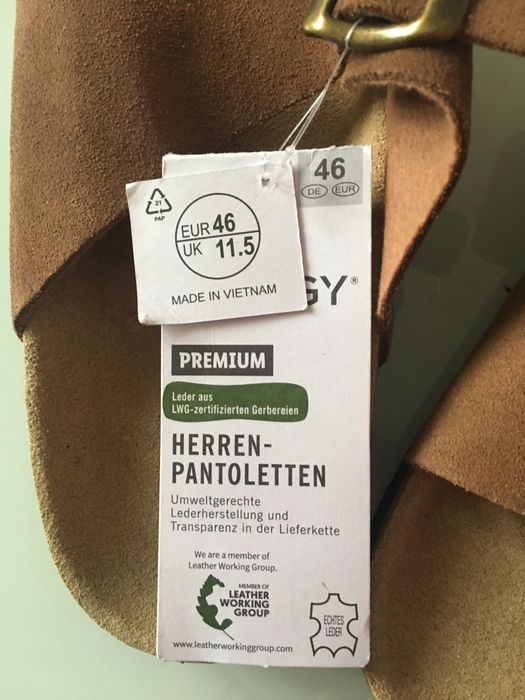 21
PAP
EUR 46
UK 11.5
MADE IN VIETNAM
46
DE EUR
PREMIUM
Leder aus
LWG-zertifizierten Gerbereien
HERREN-
PANTOLETTEN
Umweltgerechte
Lederherstellung und
Transparenz in der Lieferkette
We are a member of
Leather Working Group.
MEMBER OF
LEATHER
WORKING
GROUP
www.leatherworkinggroup.com
ECHTES
LEDER